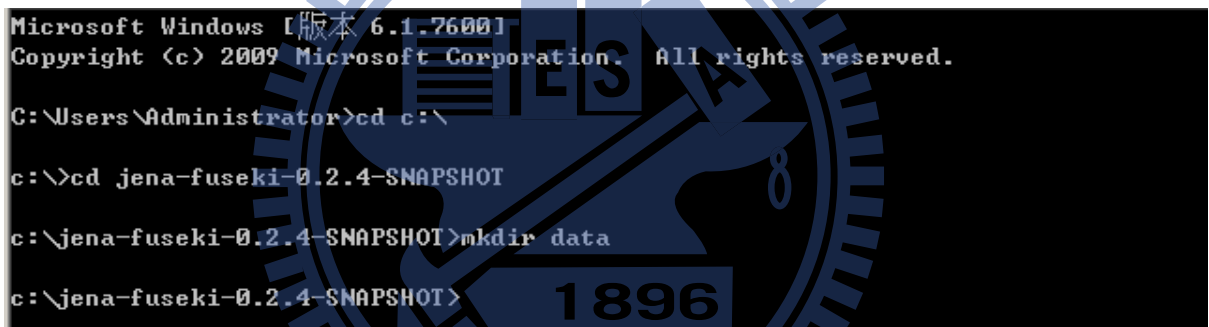 Microsoft Windows [版本 6.1.7600]
Copyright (c) 2009 Microsoft Corporation.  All rights reserved.
C:\Users\Administrator>cd c:\
c:\>cd jena-fuseki-0.2.4-SNAPSHOT
c:\jena-fuseki-0.2.4-SNAPSHOT>mkdir data
c:\jena-fuseki-0.2.4-SNAPSHOT>
ES
A
8
1896